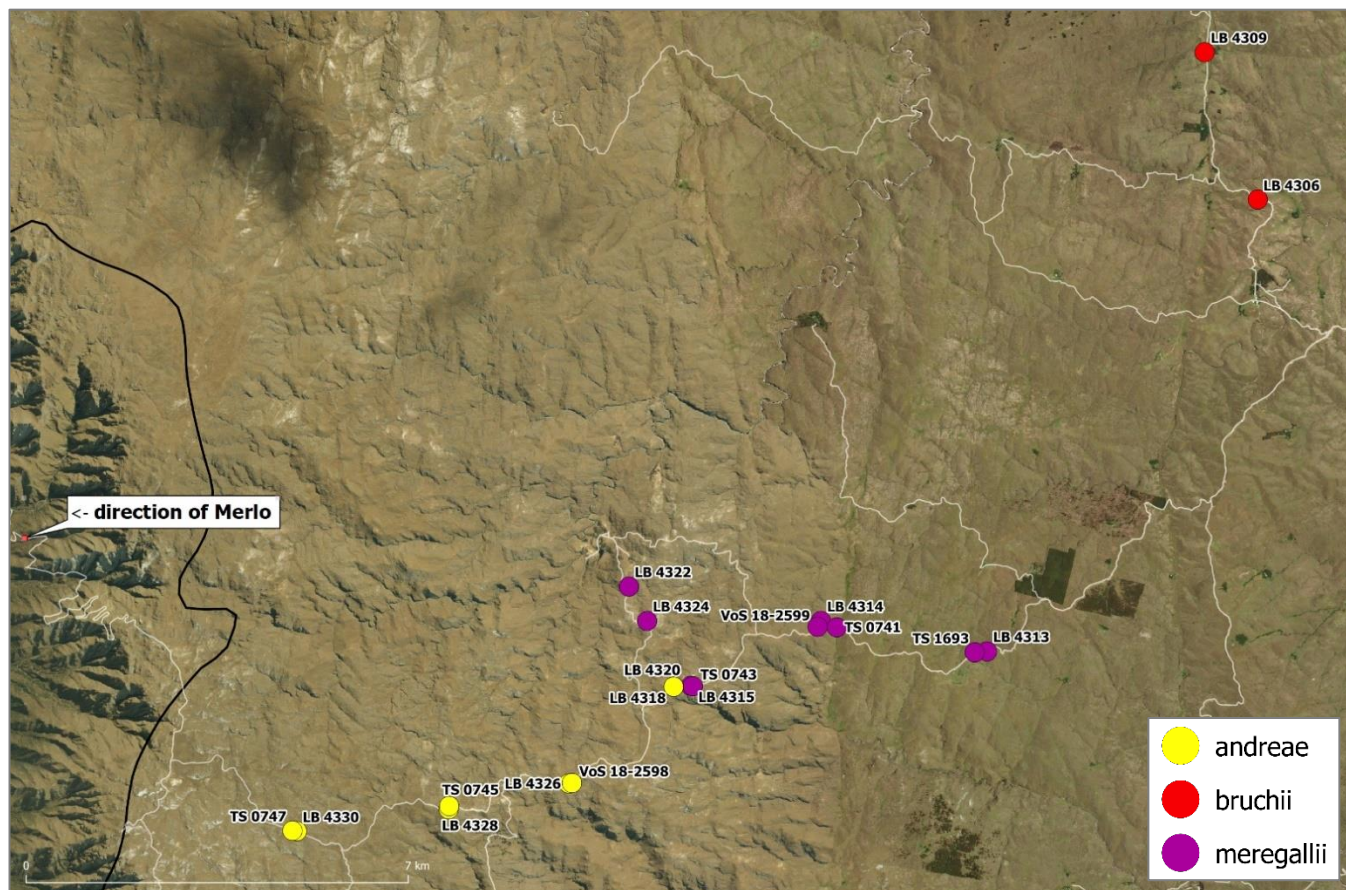 LB 4309
LB 4306
<- direction of Merlo
LB 4322
LB 4324
VoS 18-2599
LB 4314
TS 0741
TS 1693
LB 4313
LB 4320
TS 0743
LB 4318
LB 4315
LB 4326
VoS 18-2598
TS 0745
LB 4328
TS 0747
LB 4330
0
7 km
andreae
bruchii
meregallii